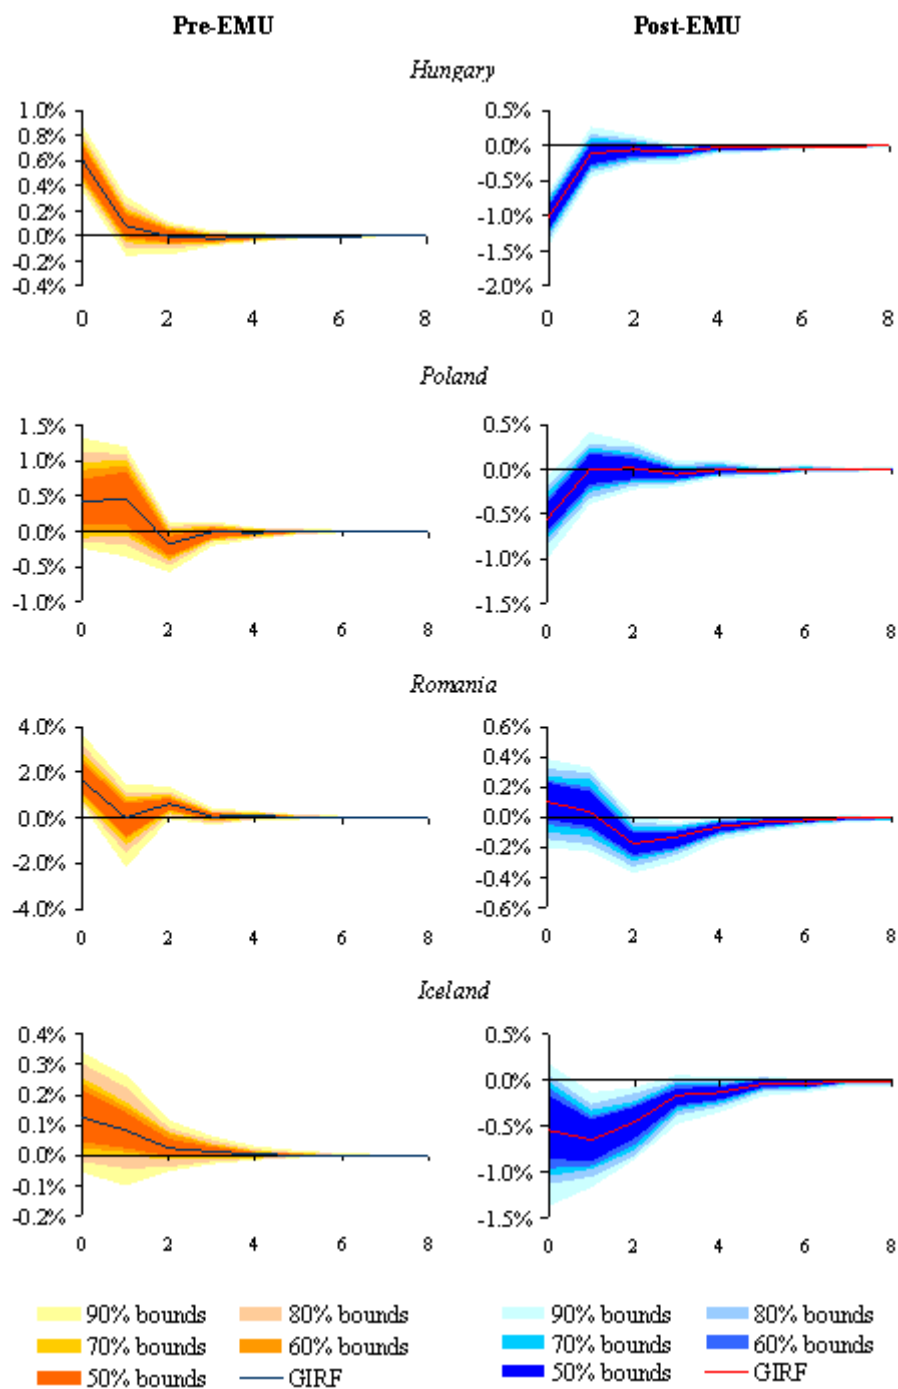 Pre-EMU Post-EMU
Hungary
1.0% 0.5%
0.8% 0.0%
0.6% -0.5%
0.4% -1.0%
0.2% -1.5%
0.0% -2.0%
-0.2%
-0.4%
0 2 4 6 8 0 2 4 6 8
Poland
1.5% 0.5%
1.0% 0.0%
0.5% -0.5%
0.0% -1.0%
-0.5% -1.5%
-1.0%
0 2 4 6 8 0 2 4 6 8
Romania
4.0% 0.6%
2.0% 0.4%
0.0% 0.2%
-2.0% 0.0%
-4.0% -0.2%
-0.4%
-0.6%
0 2 4 6 8 0 2 4 6 8
Iceland
0.4% 0.5%
0.3% 0.0%
0.2% -0.5%
0.1% -1.0%
0.0% -1.5%
-0.1%
-0.2%
0 2 4 6 8 0 2 4 6 8
90% bounds 80% bounds 90% bounds 80% bounds
70% bounds 60% bounds 70% bounds 60% bounds
50% bounds GIRF 50% bounds GIRF